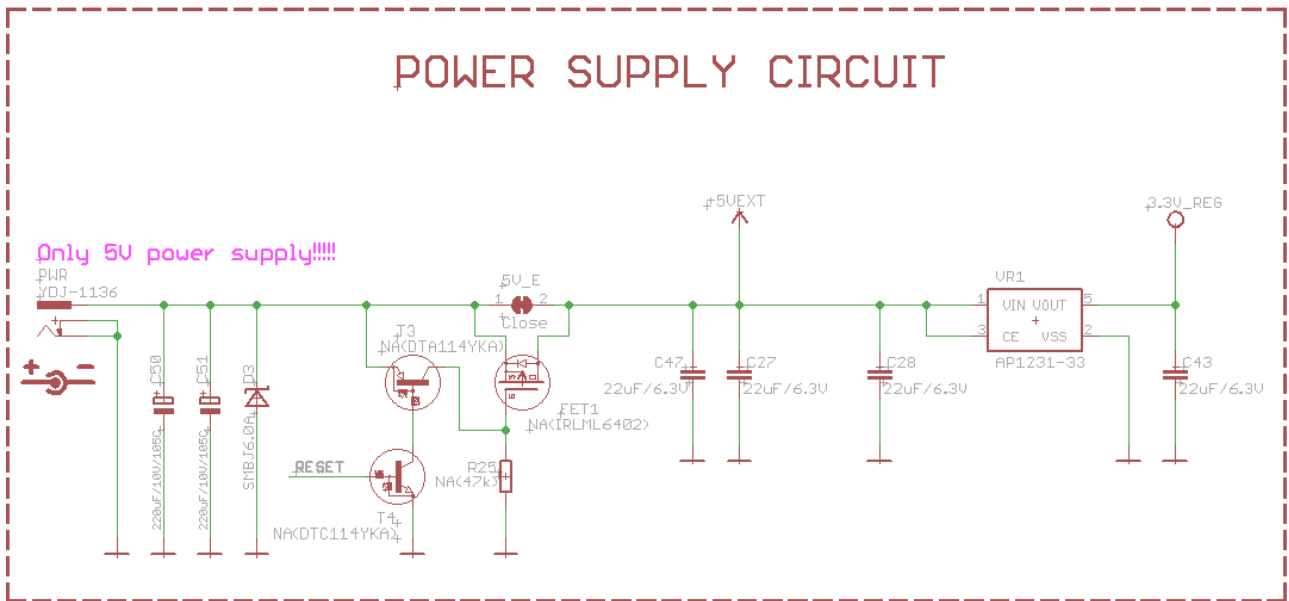 POWER SUPPLY CIRCUIT
+5VEXT
3.3V_REG
Only 5V power supply!!!!!
PWR
YDJ-1136
5V_E
1 2
Close
VR1
1 VIN VOUT 5
3 CE VSS 2
AP1231-33
T3
NA(DTA114YKA)
S D
G
FET1
NA(IRLML6402)
C50
220uF/10V/105C
C51
220uF/10V/105C
D3
SMBJ6.0A
C47
22uF/6.3V
C27
22uF/6.3V
C28
22uF/6.3V
C43
22uF/6.3V
+ -
RESET
R25
NA(47k)
T4
NA(DTC114YKA)